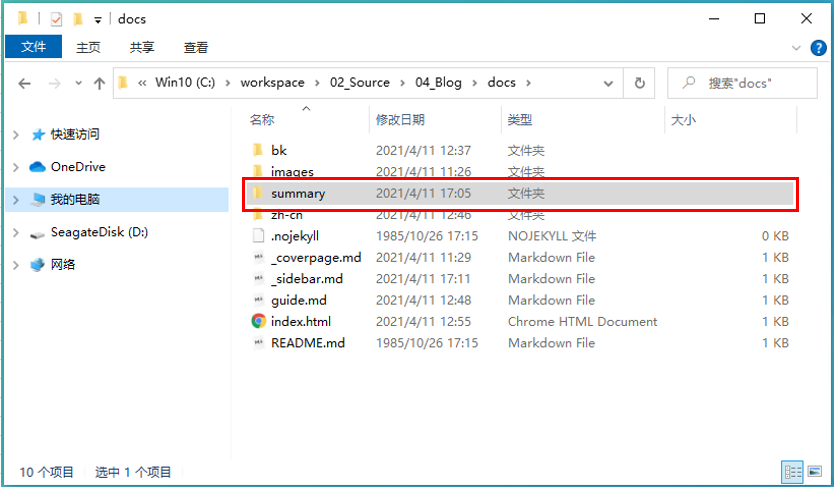 docs
文件 主页 共享 查看
« Win10 (C:) › workspace › 02_Source › 04_Blog › docs › 搜索"docs"
名称 修改日期 类型 大小
快速访问
OneDrive
我的电脑
SeagateDisk (D:)
网络
bk 2021/4/11 12:37 文件夹
images 2021/4/11 11:26 文件夹
summary 2021/4/11 17:05 文件夹
zh-cn 2021/4/11 12:46 文件夹
.nojekyll 1985/10/26 17:15 NOJEKYLL 文件 0 KB
_coverpage.md 2021/4/11 11:29 Markdown File 1 KB
_sidebar.md 2021/4/11 17:11 Markdown File 1 KB
guide.md 2021/4/11 12:48 Markdown File 1 KB
index.html 2021/4/11 12:55 Chrome HTML Document 1 KB
README.md 1985/10/26 17:15 Markdown File 1 KB
10 个项目 选中 1 个项目